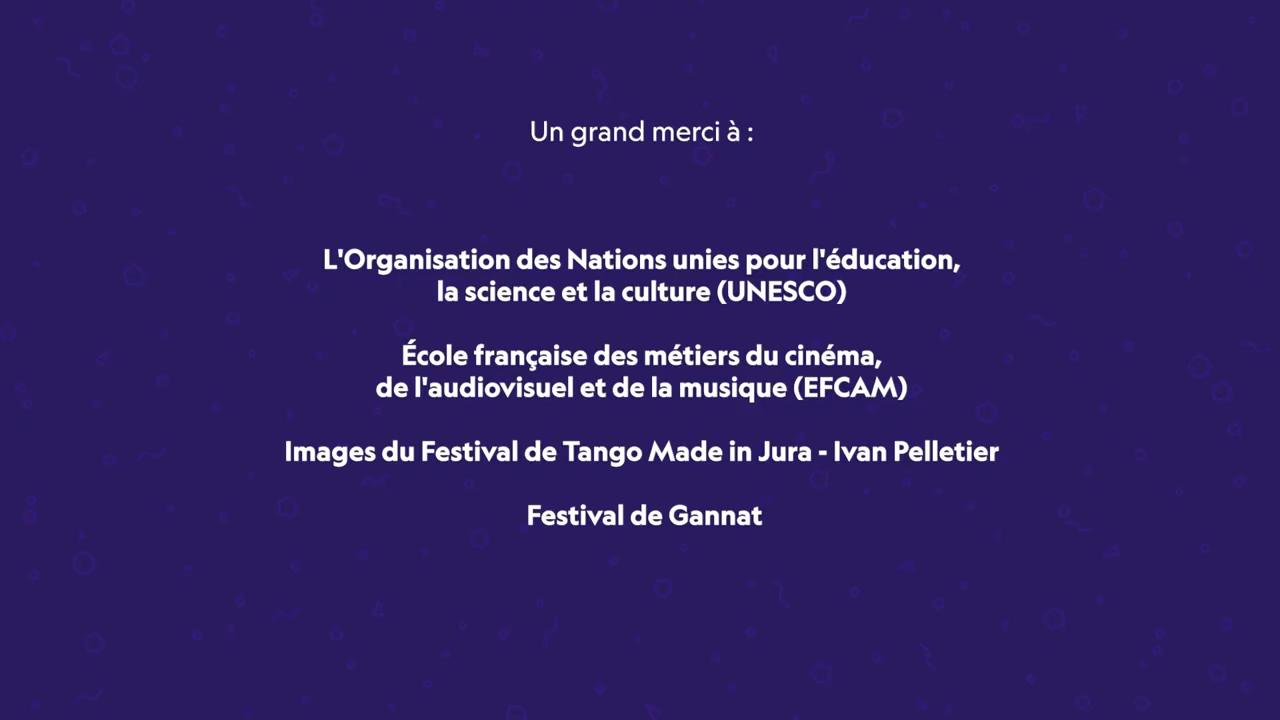 Un grand merci à :
L'Organisation des Nations unies pour l'éducation,
la science et la culture (UNESCO)
École française des métiers du cinéma,
de l'audiovisuel et de la musique (EFCAM)
Images du Festival de Tango Made in Jura - Ivan Pelletier
Festival de Gannat